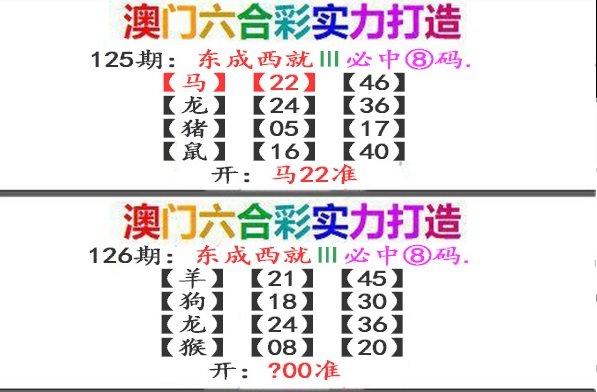 澳门六合彩实力打造
125期：东成西就III必中⑧码.
【马】【22】【46】
【龙】【24】【36】
【猪】【05】【17】
【鼠】【16】【40】
开：马22准
澳门六合彩实力打造
126期：东成西就III必中⑧码.
【羊】【21】【45】
【狗】【18】【30】
【龙】【24】【36】
【猴】【08】【20】
开：?00准